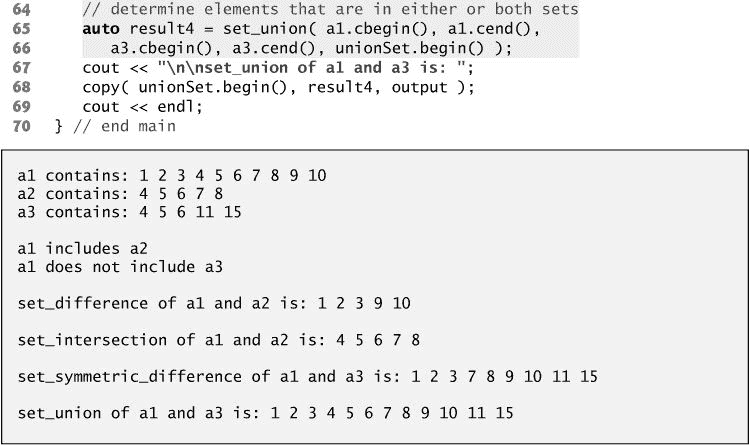 64 // determine elements that are in either or both sets
65 auto result4 = set_union( a1.cbegin(), a1.cend(),
66 a3.cbegin(), a3.cend(), unionSet.begin() );
67 cout << "\n\nset_union of a1 and a3 is: ";
68 copy( unionSet.begin(), result4, output );
69 cout << endl;
70 } // end main
a1 contains: 1 2 3 4 5 6 7 8 9 10
a2 contains: 4 5 6 7 8
a3 contains: 4 5 6 11 15
a1 includes a2
a1 does not include a3
set_difference of a1 and a2 is: 1 2 3 9 10
set_intersection of a1 and a2 is: 4 5 6 7 8
set_symmetric_difference of a1 and a3 is: 1 2 3 7 8 9 10 11 15
set_union of a1 and a3 is: 1 2 3 4 5 6 7 8 9 10 11 15